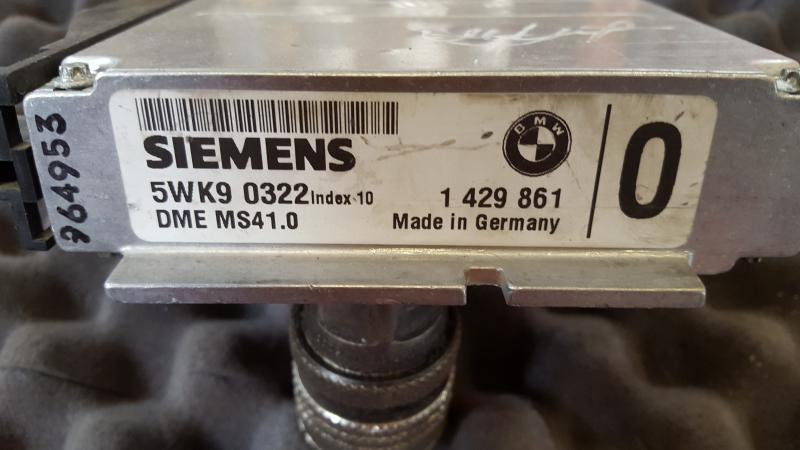 964953
SIEMENS
5WK9 0322 Index 10
DME MS41.0
BMW
1 429 861
Made in Germany
0